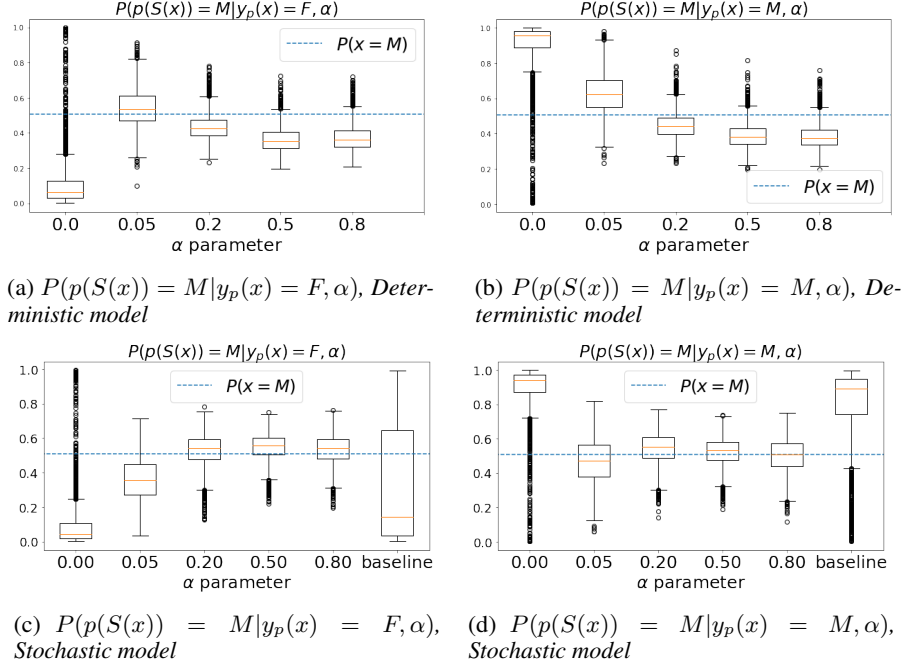 P(p(S(x)) = M|y_p(x) = F, α)
1.0
0.8
0.6
0.4
0.2
0.0
P(x = M)
0.0 0.05 0.2 0.5 0.8
α parameter
(a) P(p(S(x)) = M|y_p(x) = F, α), Deter-
ministic model
P(p(S(x)) = M|y_p(x) = M, α)
1.0
0.8
0.6
0.4
0.2
0.0
P(x = M)
0.0 0.05 0.2 0.5 0.8
α parameter
(b) P(p(S(x)) = M|y_p(x) = M, α), De-
terministic model
P(p(S(x)) = M|y_p(x) = F, α)
1.0
0.8
0.6
0.4
0.2
0.0
P(x = M)
0.00 0.05 0.20 0.50 0.80 baseline
α parameter
(c) P(p(S(x)) = M|y_p(x) = F, α),
Stochastic model
P(p(S(x)) = M|y_p(x) = M, α)
1.0
0.8
0.6
0.4
0.2
0.0
P(x = M)
0.00 0.05 0.20 0.50 0.80 baseline
α parameter
(d) P(p(S(x)) = M|y_p(x) = M, α),
Stochastic model